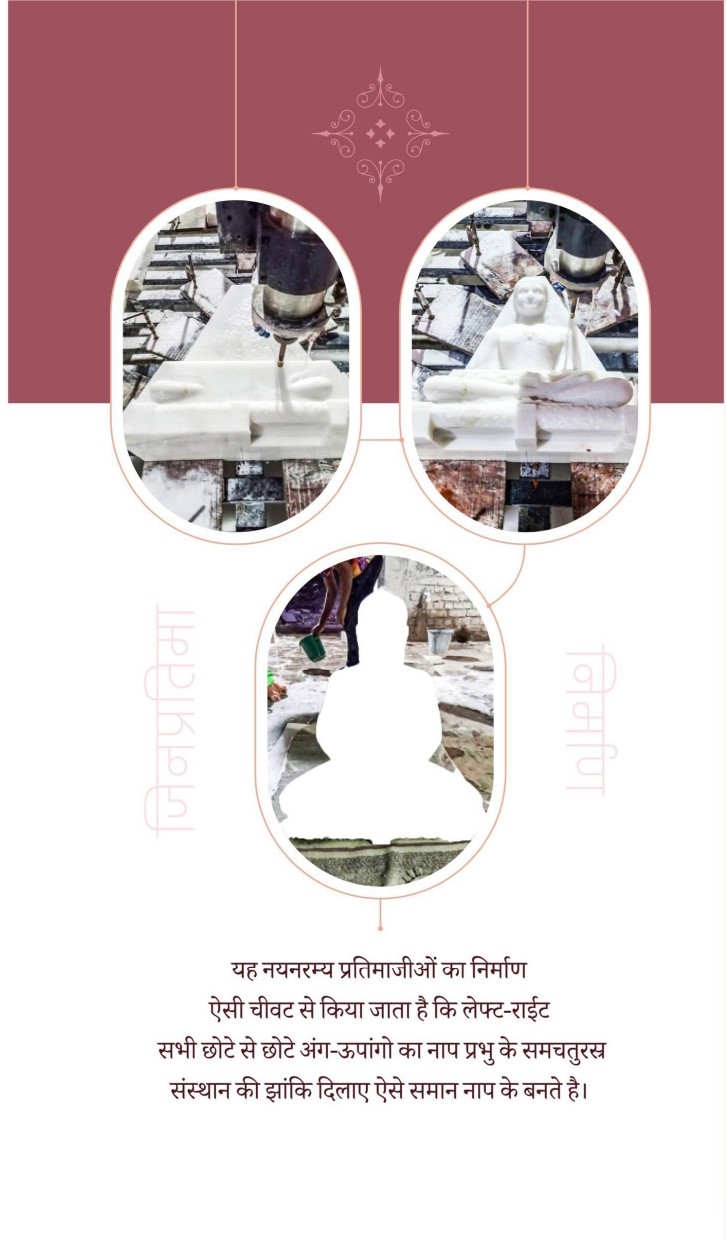 जिनप्रतिमा
निर्माण
यह नयनरम्य प्रतिमाजीओं का निर्माण
ऐसी चीवट से किया जाता है कि लेफ्ट-राईट
सभी छोटे से छोटे अंग-ऊपांगो का नाप प्रभु के समचतुरस्र
संस्थान की झांकि दिलाए ऐसे समान नाप के बनते है।